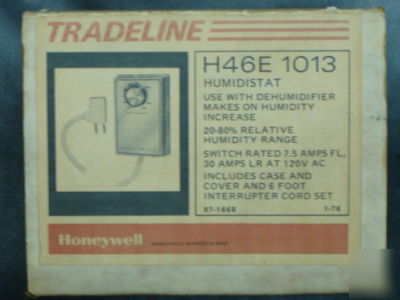 TRADELINE
H46E 1013
HUMIDISTAT
USE WITH DEHUMIDIFIER
MAKES ON HUMIDITY
INCREASE
20-80% RELATIVE
HUMIDITY RANGE
SWITCH RATED 7.5 AMPS FL,
30 AMPS LR AT 120V AC
INCLUDES CASE AND
COVER AND 6 FOOT
INTERRUPTER CORD SET
97-1668 1-76
Honeywell